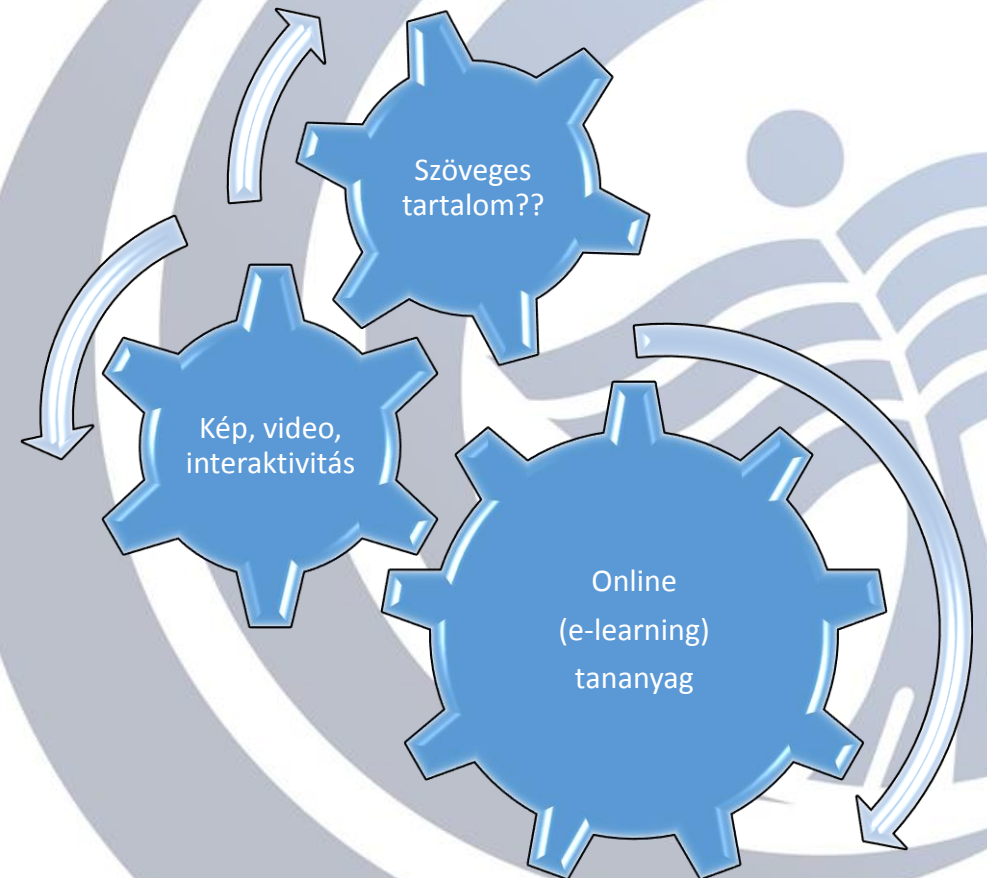 Szöveges
tartalom??
Kép, video,
interaktivitás
Online
(e-learning)
tananyag